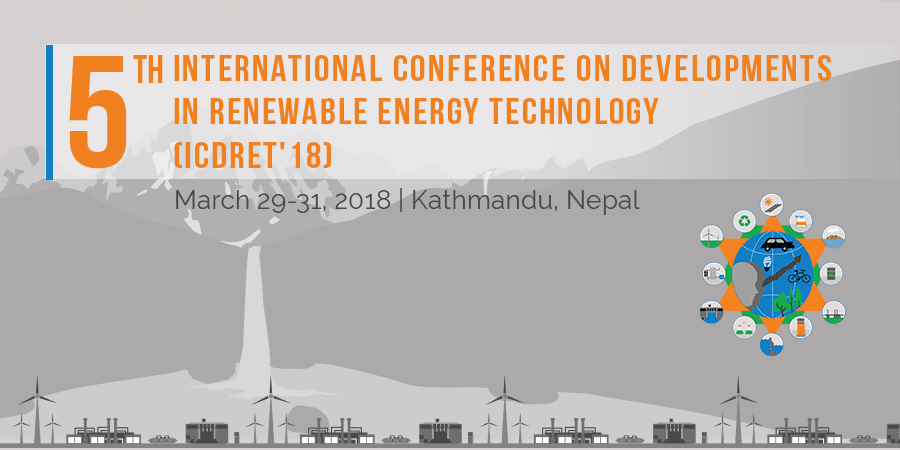 5TH INTERNATIONAL CONFERENCE ON DEVELOPMENTS
IN RENEWABLE ENERGY TECHNOLOGY
(ICDRET'18)
March 29-31, 2018 | Kathmandu, Nepal